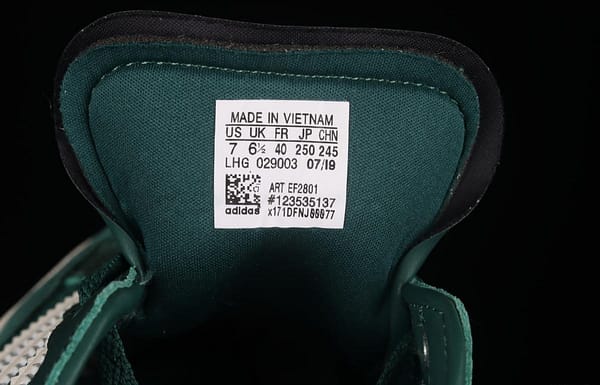 MADE IN VIETNAM
US UK FR JP CHN
7 6½ 40 250 245
LHG 029003 07/19
ART EF2801
#123535137
adidas